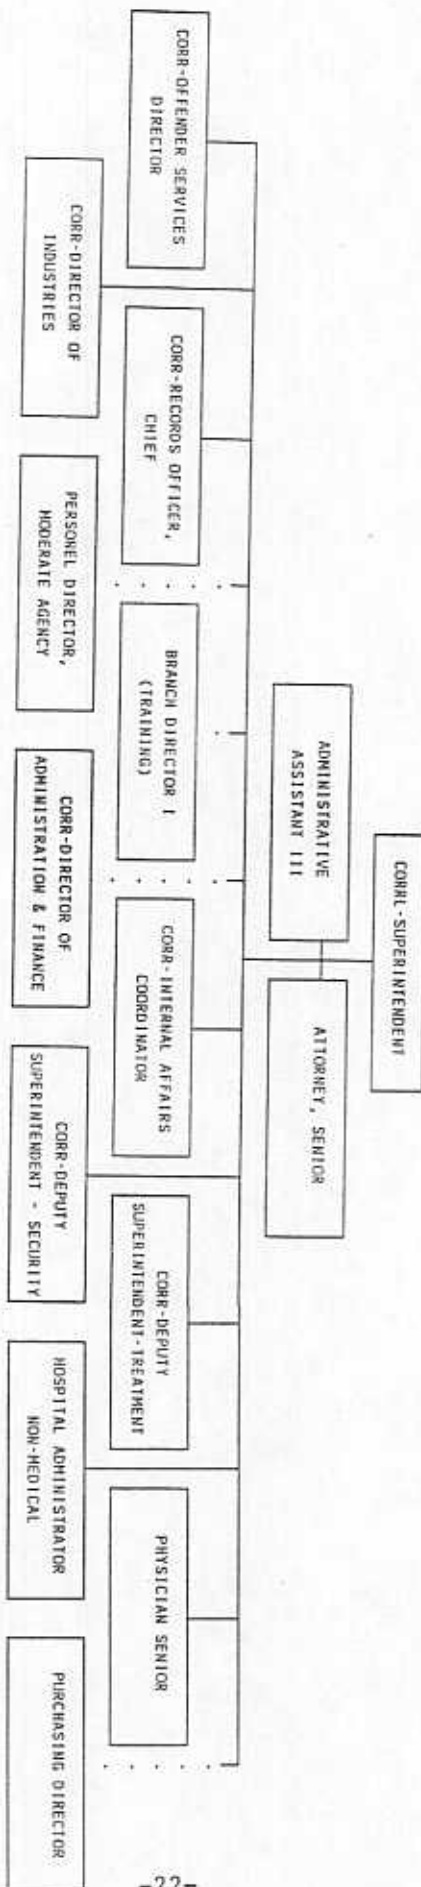 CORRL-SUPERINTENDENT
ADMINISTRATIVE
ASSISTANT III
ATTORNEY, SENIOR
CORR-OFFENDER SERVICES
DIRECTOR
CORR-RECORDS OFFICER,
CHIEF
BRANCH DIRECTOR I
(TRAINING)
CORR-INTERNAL AFFAIRS
COORDINATOR
CORR-DEPUTY
SUPERINTENDENT-TREATMENT
PHYSICIAN SENIOR
CORR-DIRECTOR OF
INDUSTRIES
PERSONEL DIRECTOR,
MODERATE AGENCY
CORR-DIRECTOR OF
ADMINISTRATION & FINANCE
CORR-DEPUTY
SUPERINTENDENT - SECURITY
HOSPITAL ADMINISTRATOR
NON-MEDICAL
PURCHASING DIRECTOR
-22-